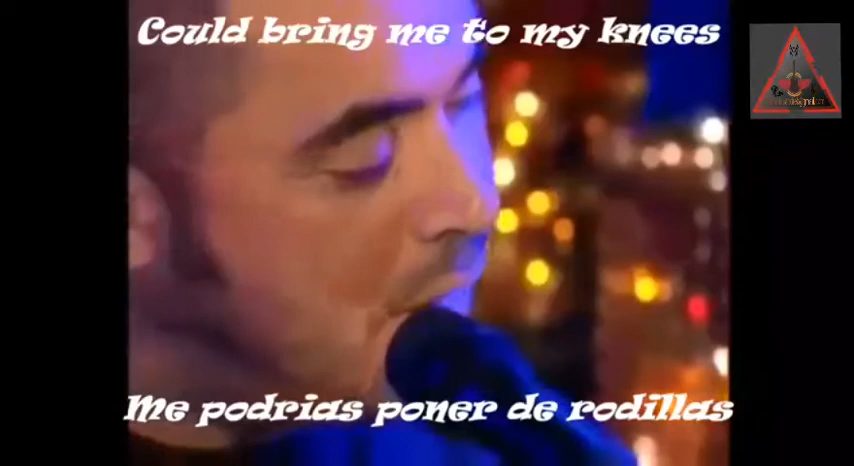 Could bring me to my knees
Me podrias poner de rodillas